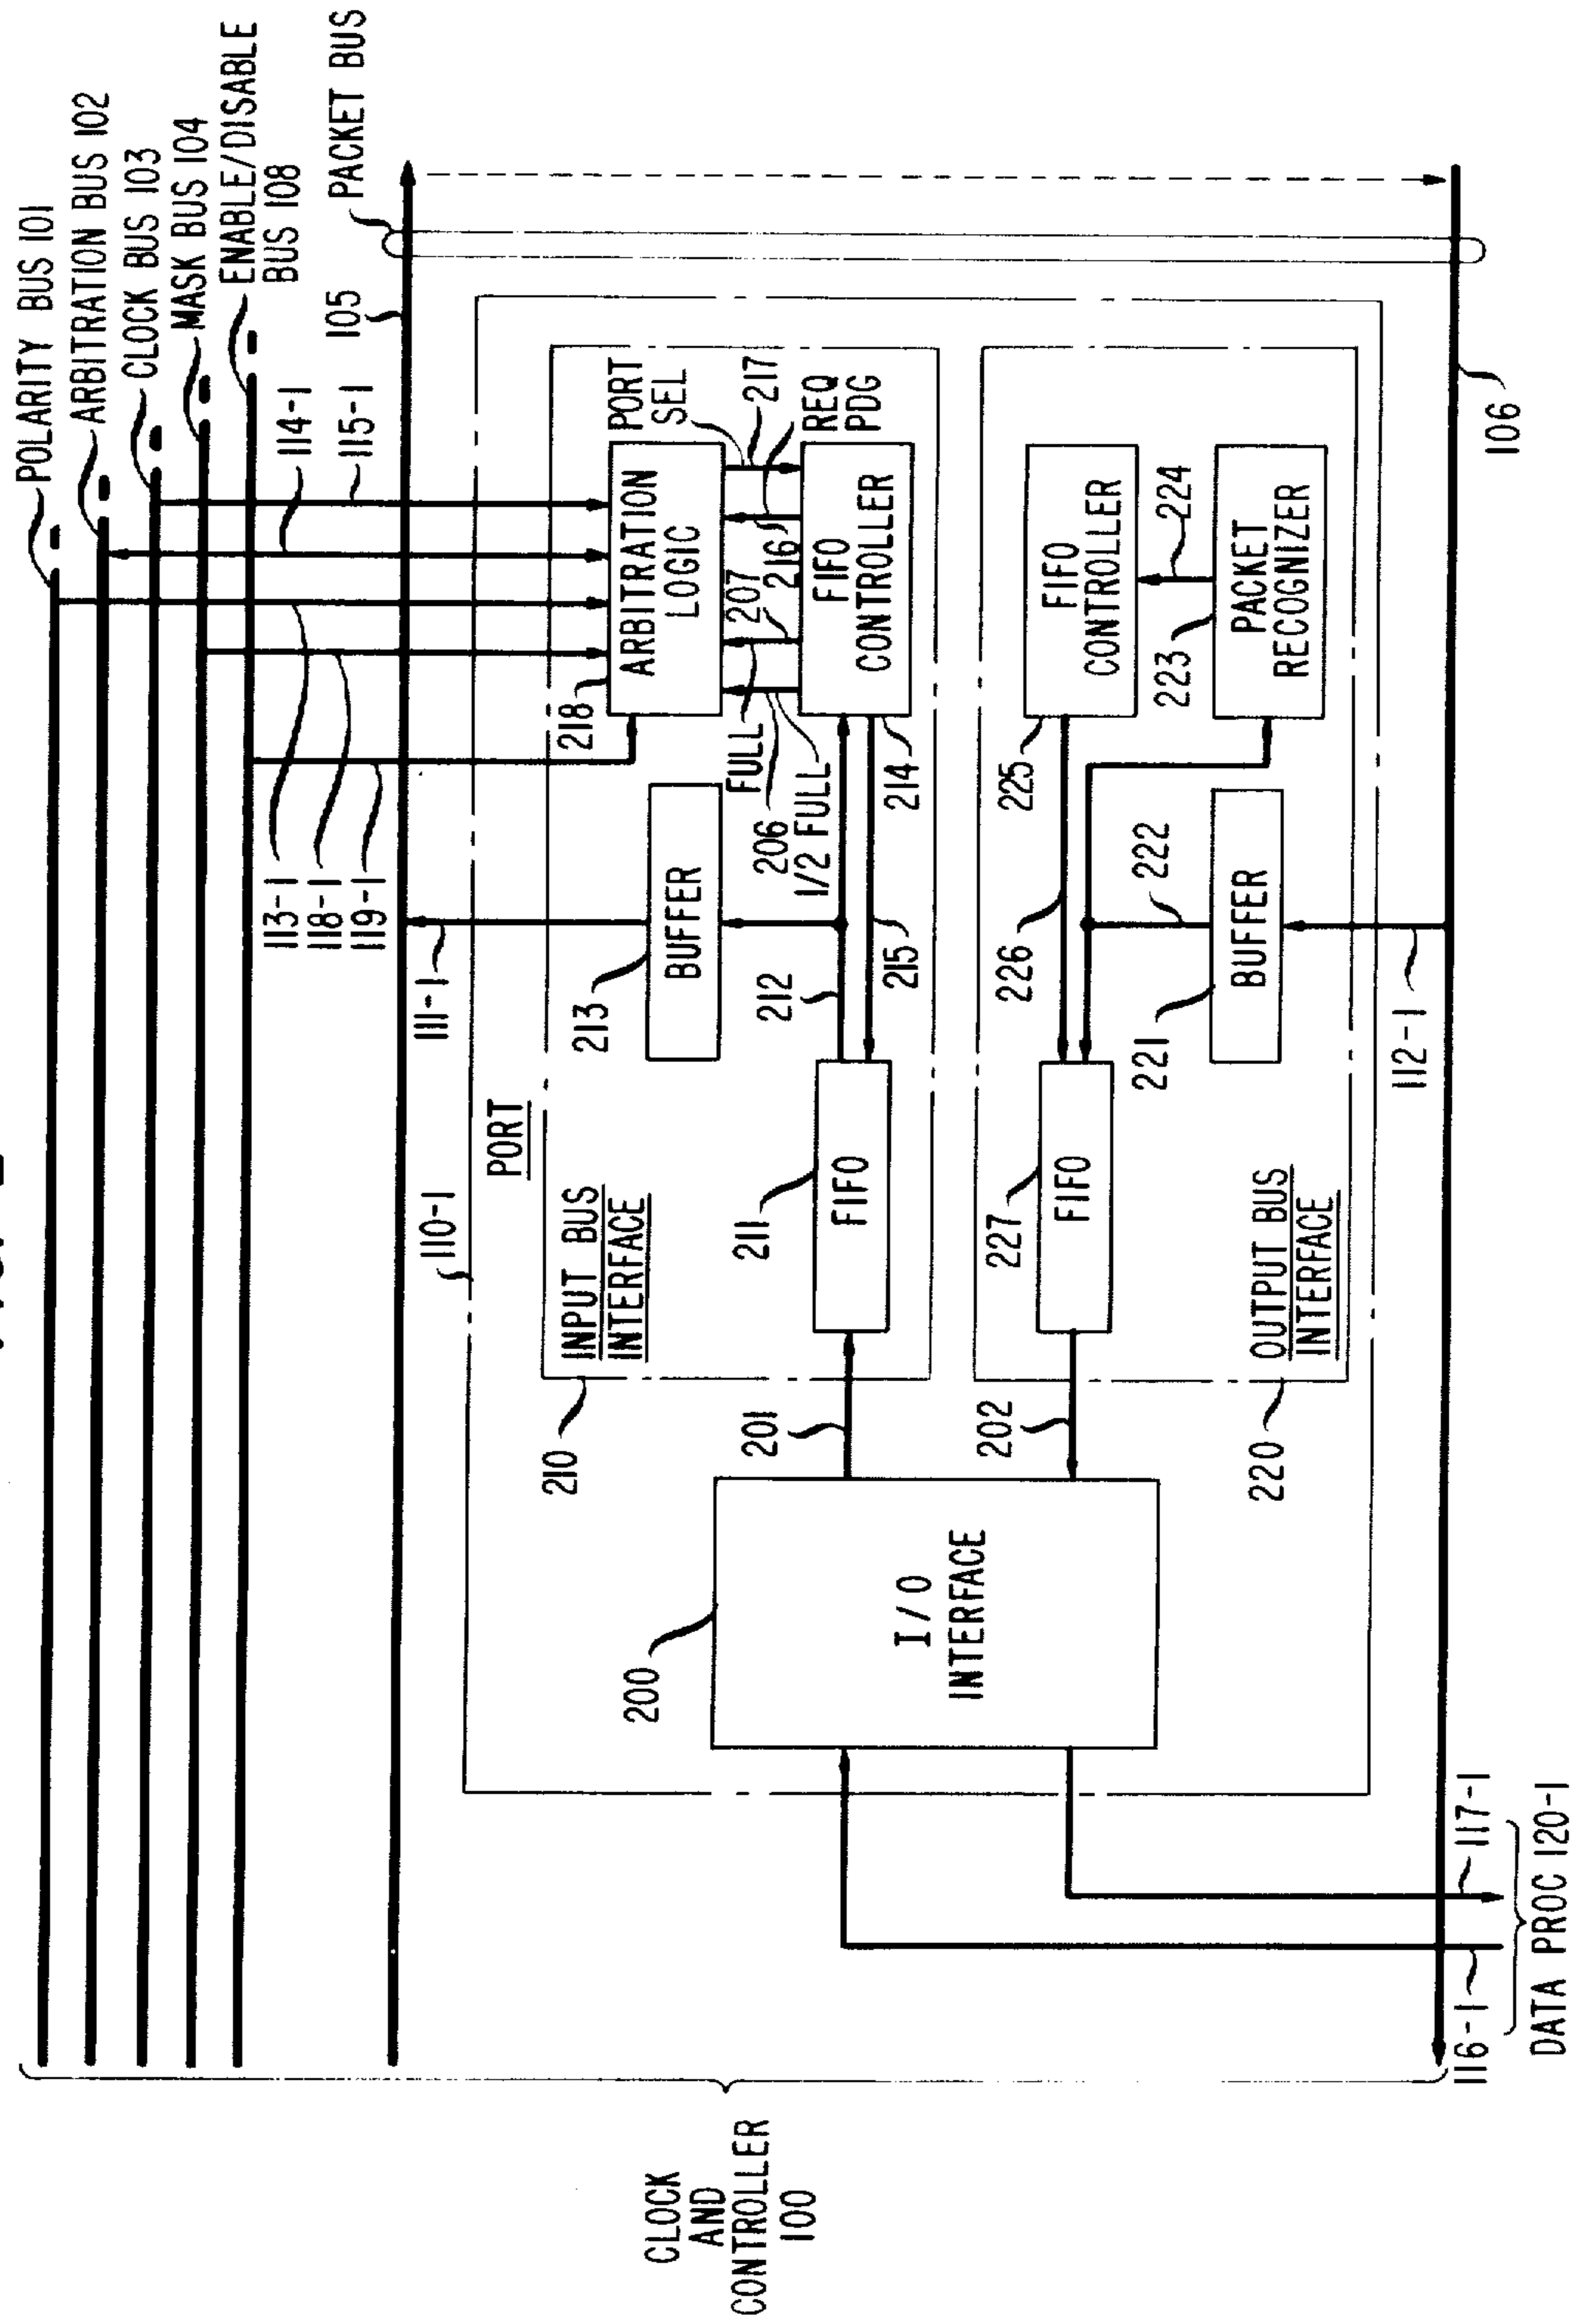 POLARITY BUS 101
ARBITRATION BUS 102
CLOCK BUS 103
MASK BUS 104
ENABLE/DISABLE
BUS 108
PACKET BUS
105
114-1
115-1
113-1
118-1
119-1
111-1
110-1
PORT
INPUT BUS
INTERFACE
210
211
FIFO
212
213
BUFFER
218
ARBITRATION
LOGIC
PORT
SEL
217
REQ
PDG
216
207
FULL
206
1/2 FULL
FIFO
CONTROLLER
214
215
201
202
200
I/O
INTERFACE
OUTPUT BUS
INTERFACE
220
227
FIFO
226
225
FIFO
CONTROLLER
224
223
PACKET
RECOGNIZER
222
221
BUFFER
112-1
106
116-1
117-1
DATA PROC 120-1
CLOCK
AND
CONTROLLER
100